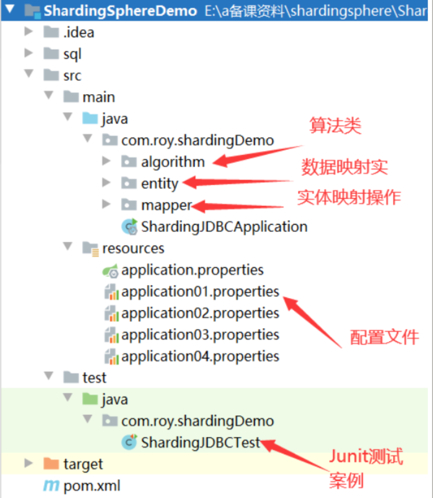 ShardingSphereDemo E:\a备课资料\shardingsphere\Shar
.idea
sql
src
main
java
com.roy.shardingDemo
算法类
algorithm
数据映射实
entity
实体映射操作
mapper
ShardingJDBCApplication
resources
application.properties
application01.properties
application02.properties
application03.properties
配置文件
application04.properties
test
java
com.roy.shardingDemo
ShardingJDBCTest
Junit测试
案例
target
pom.xml